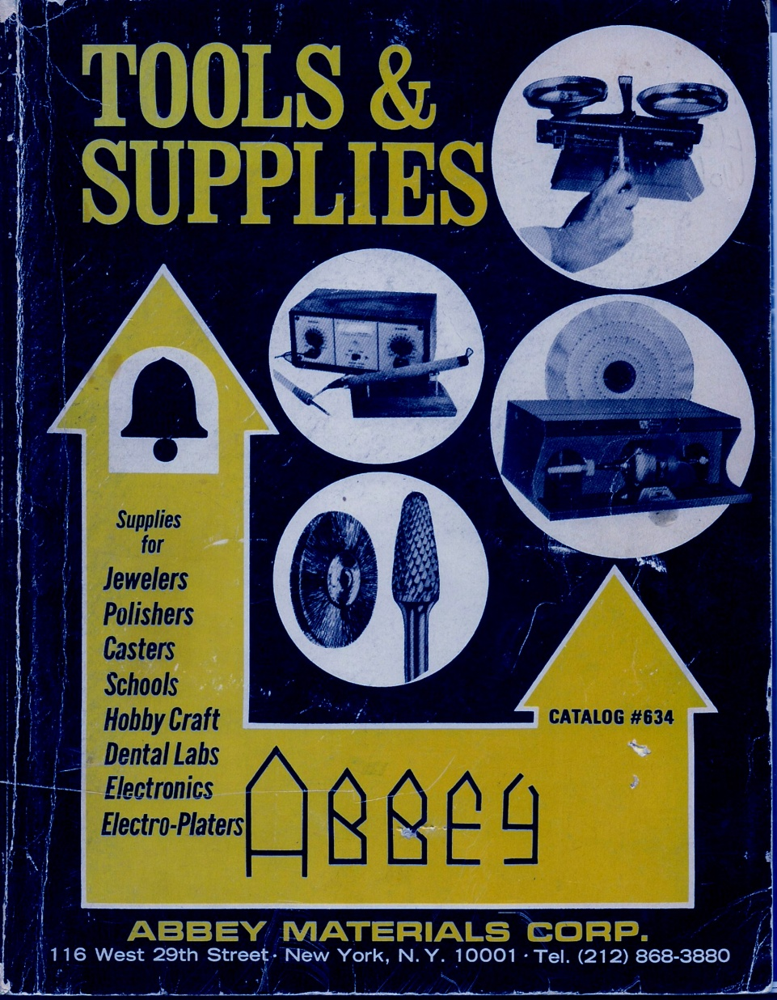 TOOLS &
SUPPLIES
Supplies
for
Jewelers
Polishers
Casters
Schools
Hobby Craft
Dental Labs
Electronics
Electro-Platers
CATALOG #634
ABBEY
ABBEY MATERIALS CORP.
116 West 29th Street · New York, N. Y. 10001 · Tel. (212) 868-3880